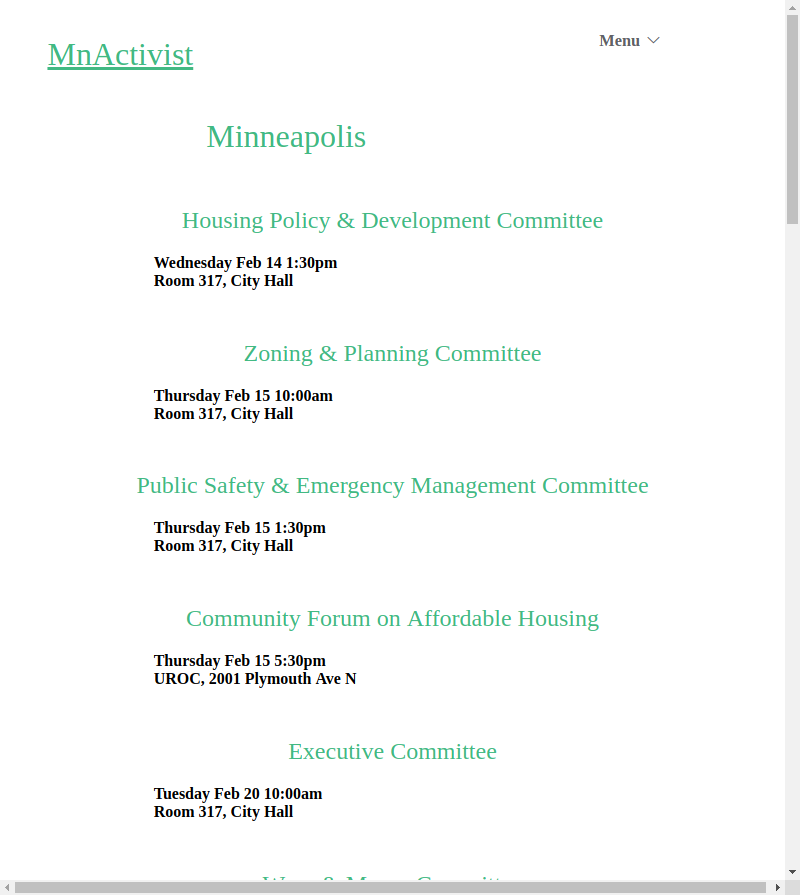 MnActivist
Menu
Minneapolis
Housing Policy & Development Committee
Wednesday Feb 14 1:30pm
Room 317, City Hall
Zoning & Planning Committee
Thursday Feb 15 10:00am
Room 317, City Hall
Public Safety & Emergency Management Committee
Thursday Feb 15 1:30pm
Room 317, City Hall
Community Forum on Affordable Housing
Thursday Feb 15 5:30pm
UROC, 2001 Plymouth Ave N
Executive Committee
Tuesday Feb 20 10:00am
Room 317, City Hall